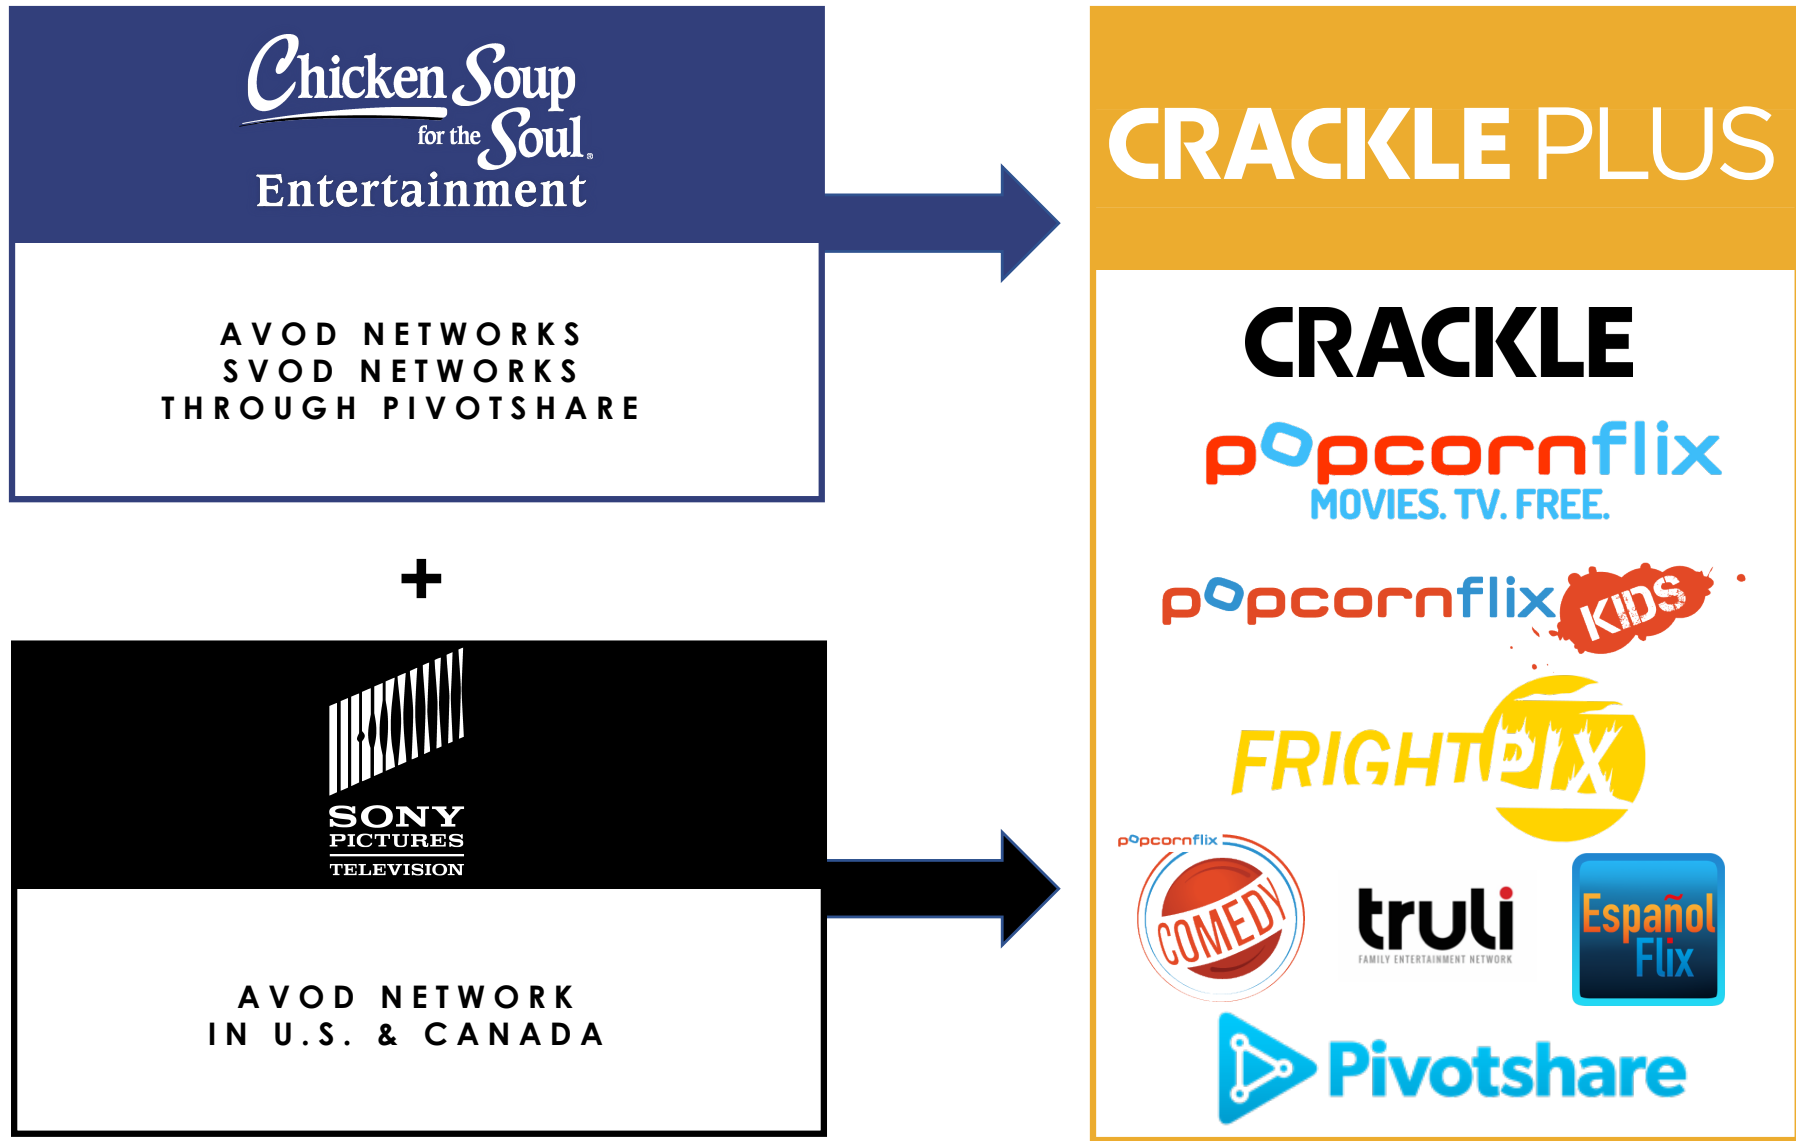 Chicken Soup
for the Soul®
Entertainment
AVOD NETWORKS
SVOD NETWORKS
THROUGH PIVOTSHARE
+
SONY
PICTURES
TELEVISION
AVOD NETWORK
IN U.S. & CANADA
CRACKLE PLUS
CRACKLE
popcornflix
MOVIES. TV. FREE.
popcornflix KIDS
FRIGHTPIX
popcornflix
COMEDY
truli
FAMILY ENTERTAINMENT NETWORK
Español
Flix
Pivotshare